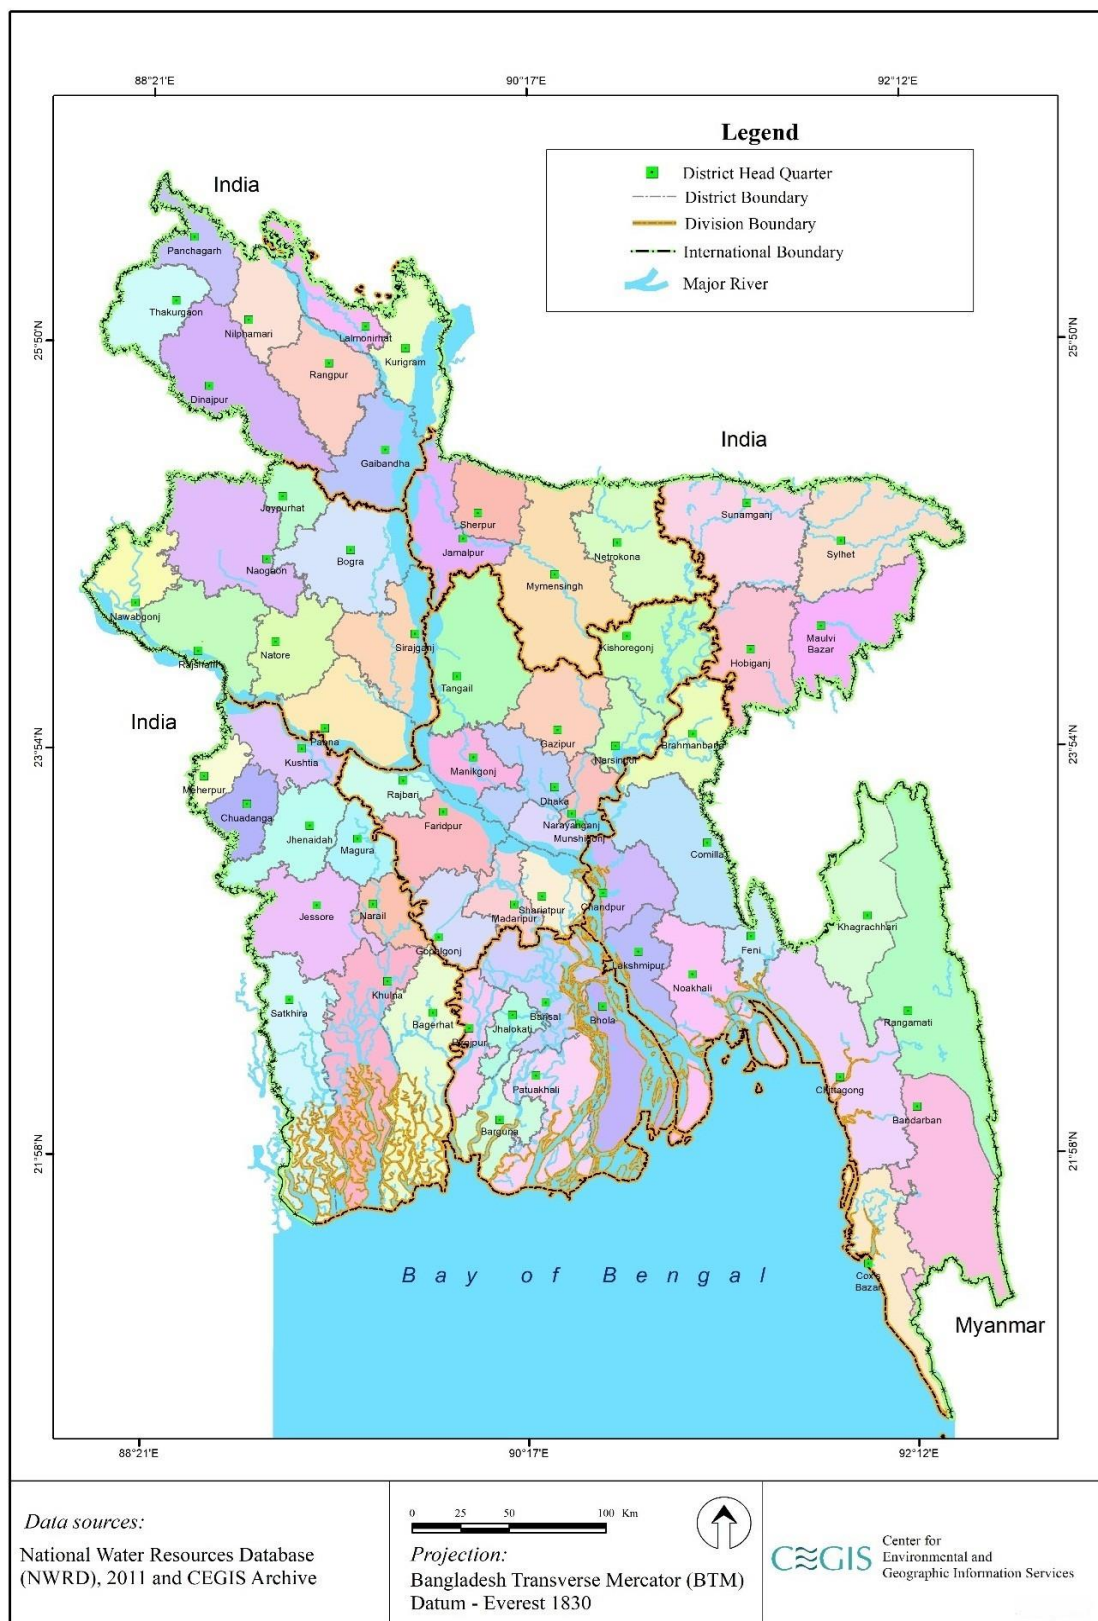 88°21'E
90°17'E
92°12'E
Legend
District Head Quarter
District Boundary
Division Boundary
International Boundary
Major River
India
Panchagarh
Thakurgaon
Nilphamari
Lalmonirhat
Kurigram
Rangpur
Dinajpur
25°50'N
25°50'N
India
Gaibandha
Joypurhat
Sherpur
Sunamganj
Jamalpur
Netrokona
Sylhet
Naogaon
Bogra
Mymensingh
Nawabgonj
Maulvi
Bazar
Natore
Sirajganj
Kishoregonj
Hobiganj
Rajshahi
Tangail
India
Pabna
Gazipur
Brahmanbaria
23°54'N
23°54'N
Kushtia
Narsingdi
Manikgonj
Meherpur
Rajbari
Dhaka
Chuadanga
Faridpur
Narayanganj
Jhenaidah
Munshigonj
Magura
Comilla
Jessore
Narail
Shariatpur
Chandpur
Madaripur
Khagrachhari
Gopalgonj
Feni
Lakshmipur
Khulna
Noakhali
Satkhira
Bagerhat
Jhalokati
Barisal
Bhola
Rangamati
Pirojpur
Patuakhali
Chittagong
Bandarban
Barguna
21°58'N
21°58'N
Bay of Bengal
Cox's
Bazar
Myanmar
88°21'E
90°17'E
92°12'E
Data sources:
National Water Resources Database
(NWRD), 2011 and CEGIS Archive
0 25 50 100 Km
Projection:
Bangladesh Transverse Mercator (BTM)
Datum - Everest 1830
CEGIS
Center for
Environmental and
Geographic Information Services